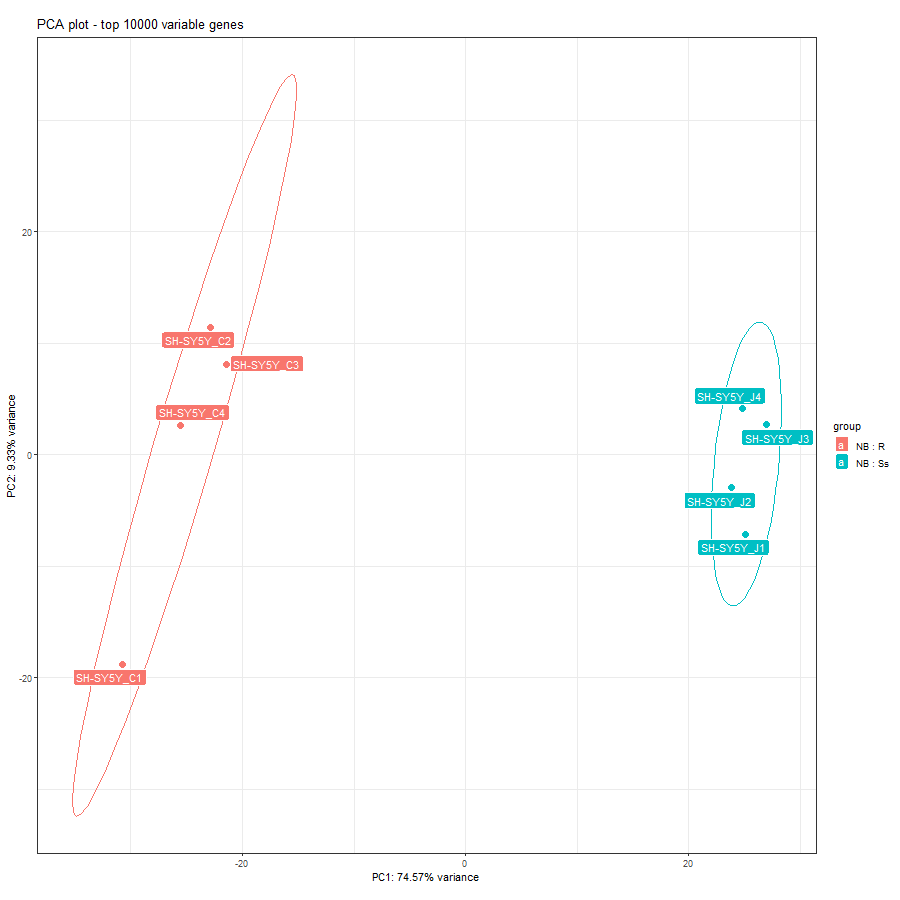 PCA plot - top 10000 variable genes
20
0
-20
PC2: 9.33% variance
SH-SY5Y_C2
SH-SY5Y_C3
SH-SY5Y_C4
SH-SY5Y_C1
SH-SY5Y_J4
SH-SY5Y_J3
SH-SY5Y_J2
SH-SY5Y_J1
-20
0
20
PC1: 74.57% variance
group
a NB : R
a NB : Ss